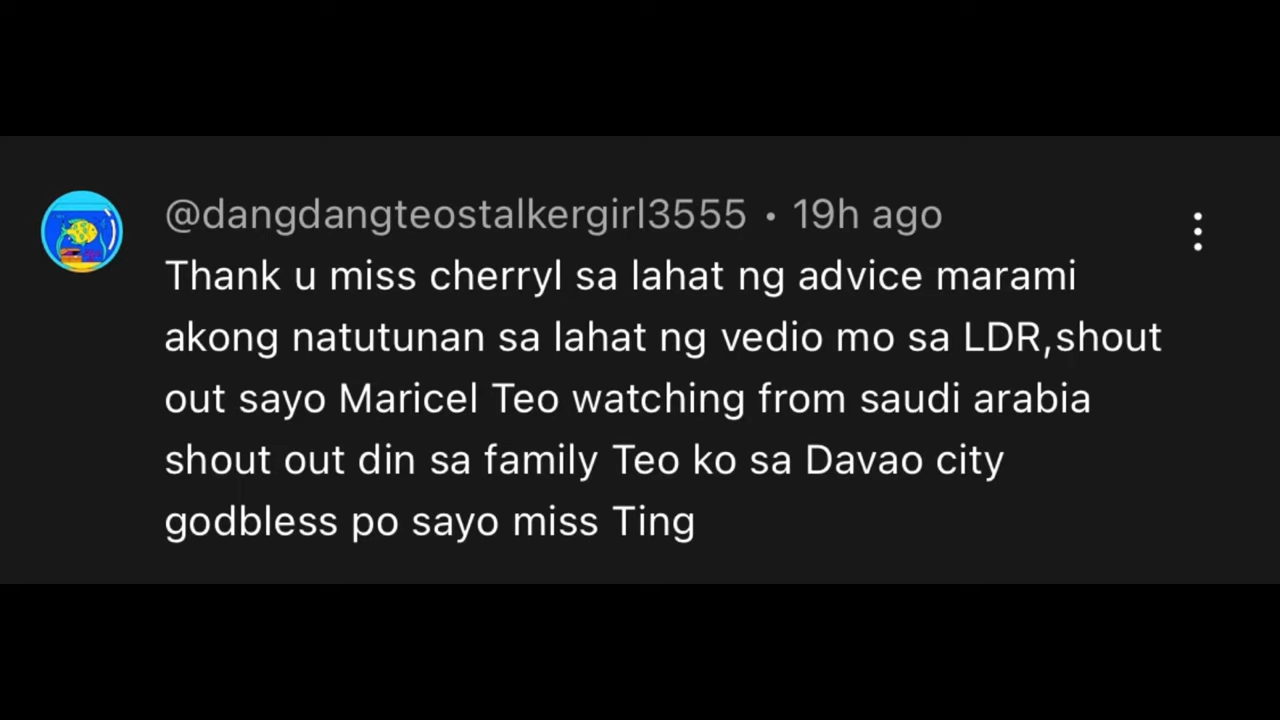 @dangdangteostalkergirl3555 • 19h ago
Thank u miss cherryl sa lahat ng advice marami
akong natutunan sa lahat ng vedio mo sa LDR,shout
out sayo Maricel Teo watching from saudi arabia
shout out din sa family Teo ko sa Davao city
godbless po sayo miss Ting